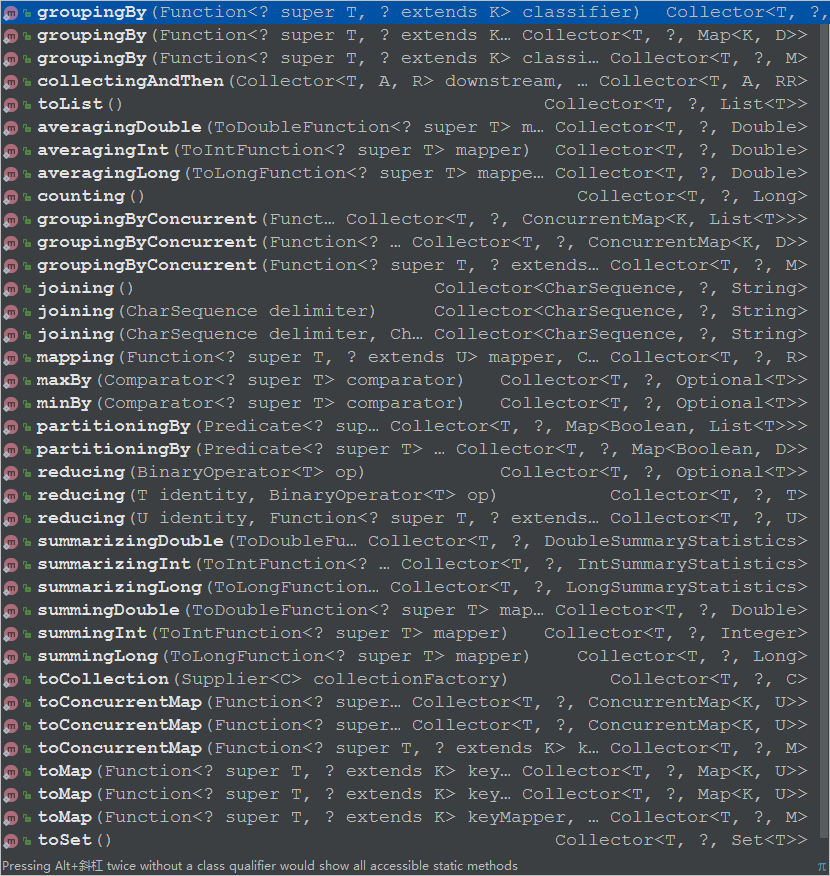 groupingBy(Function<? super T, ? extends K> classifier) Collector<T, ?,
groupingBy(Function<? super T, ? extends K… Collector<T, ?, Map<K, D>>
groupingBy(Function<? super T, ? extends K> classi… Collector<T, ?, M>
collectingAndThen(Collector<T, A, R> downstream, … Collector<T, A, RR>
toList() Collector<T, ?, List<T>>
averagingDouble(ToDoubleFunction<? super T> m… Collector<T, ?, Double>
averagingInt(ToIntFunction<? super T> mapper) Collector<T, ?, Double>
averagingLong(ToLongFunction<? super T> mappe… Collector<T, ?, Double>
counting() Collector<T, ?, Long>
groupingByConcurrent(Funct… Collector<T, ?, ConcurrentMap<K, List<T>>>
groupingByConcurrent(Function<? … Collector<T, ?, ConcurrentMap<K, D>>
groupingByConcurrent(Function<? super T, ? extends… Collector<T, ?, M>
joining() Collector<CharSequence, ?, String>
joining(CharSequence delimiter) Collector<CharSequence, ?, String>
joining(CharSequence delimiter, Ch… Collector<CharSequence, ?, String>
mapping(Function<? super T, ? extends U> mapper, C… Collector<T, ?, R>
maxBy(Comparator<? super T> comparator) Collector<T, ?, Optional<T>>
minBy(Comparator<? super T> comparator) Collector<T, ?, Optional<T>>
partitioningBy(Predicate<? sup… Collector<T, ?, Map<Boolean, List<T>>>
partitioningBy(Predicate<? super T> … Collector<T, ?, Map<Boolean, D>>
reducing(BinaryOperator<T> op) Collector<T, ?, Optional<T>>
reducing(T identity, BinaryOperator<T> op) Collector<T, ?, T>
reducing(U identity, Function<? super T, ? extends… Collector<T, ?, U>
summarizingDouble(ToDoubleFu… Collector<T, ?, DoubleSummaryStatistics>
summarizingInt(ToIntFunction<? … Collector<T, ?, IntSummaryStatistics>
summarizingLong(ToLongFunction… Collector<T, ?, LongSummaryStatistics>
summingDouble(ToDoubleFunction<? super T> map… Collector<T, ?, Double>
summingInt(ToIntFunction<? super T> mapper) Collector<T, ?, Integer>
summingLong(ToLongFunction<? super T> mapper) Collector<T, ?, Long>
toCollection(Supplier<C> collectionFactory) Collector<T, ?, C>
toConcurrentMap(Function<? super… Collector<T, ?, ConcurrentMap<K, U>>
toConcurrentMap(Function<? super… Collector<T, ?, ConcurrentMap<K, U>>
toConcurrentMap(Function<? super T, ? extends K> k… Collector<T, ?, M>
toMap(Function<? super T, ? extends K> key… Collector<T, ?, Map<K, U>>
toMap(Function<? super T, ? extends K> key… Collector<T, ?, Map<K, U>>
toMap(Function<? super T, ? extends K> keyMapper, … Collector<T, ?, M>
toSet() Collector<T, ?, Set<T>>
Pressing Alt+斜杠 twice without a class qualifier would show all accessible static methods π